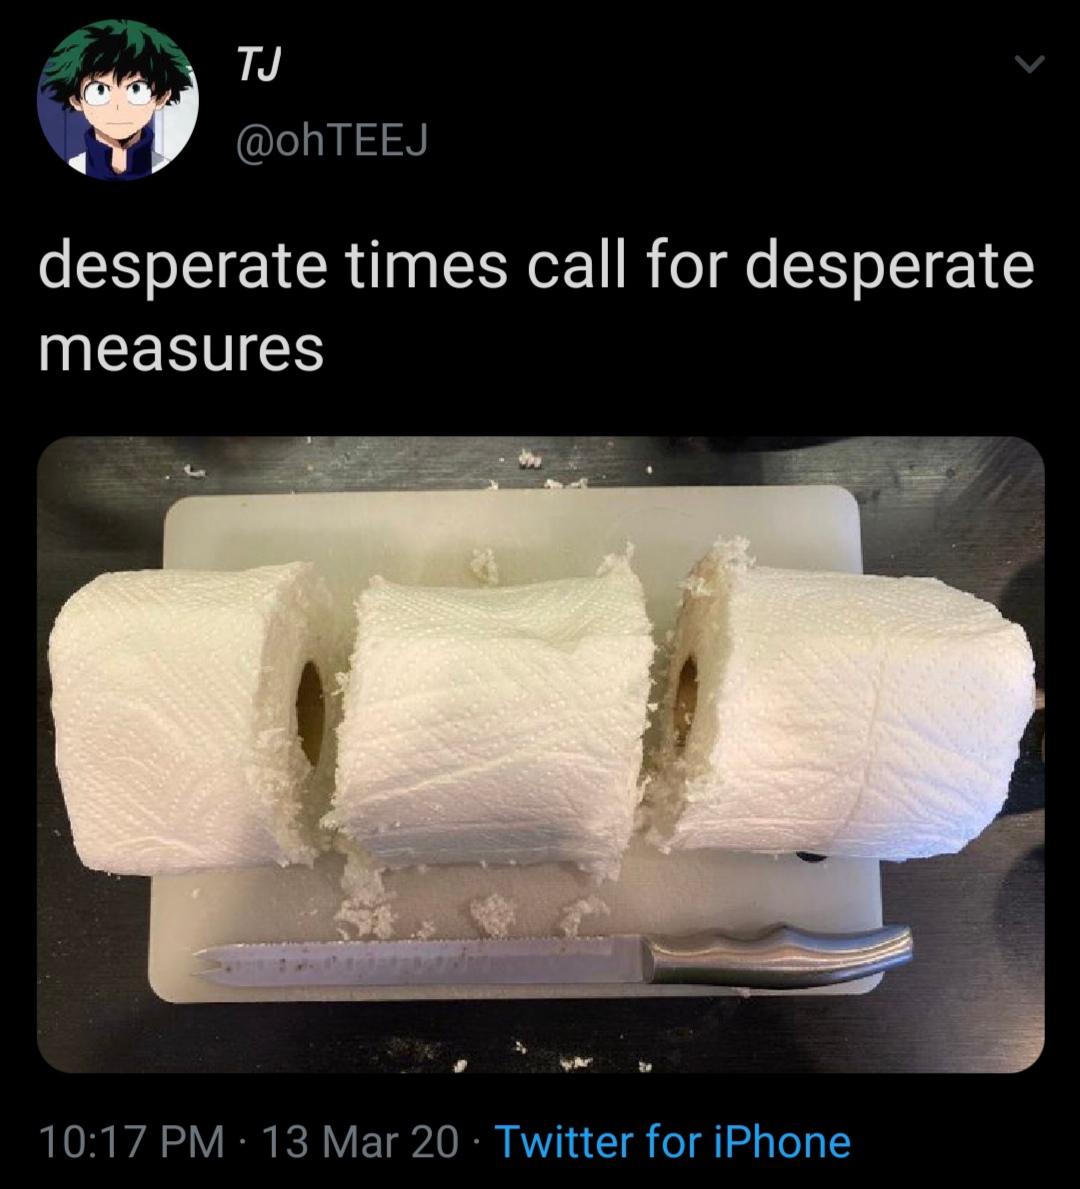 TJ
@ohTEEJ
desperate times call for desperate
measures
10:17 PM · 13 Mar 20 · Twitter for iPhone